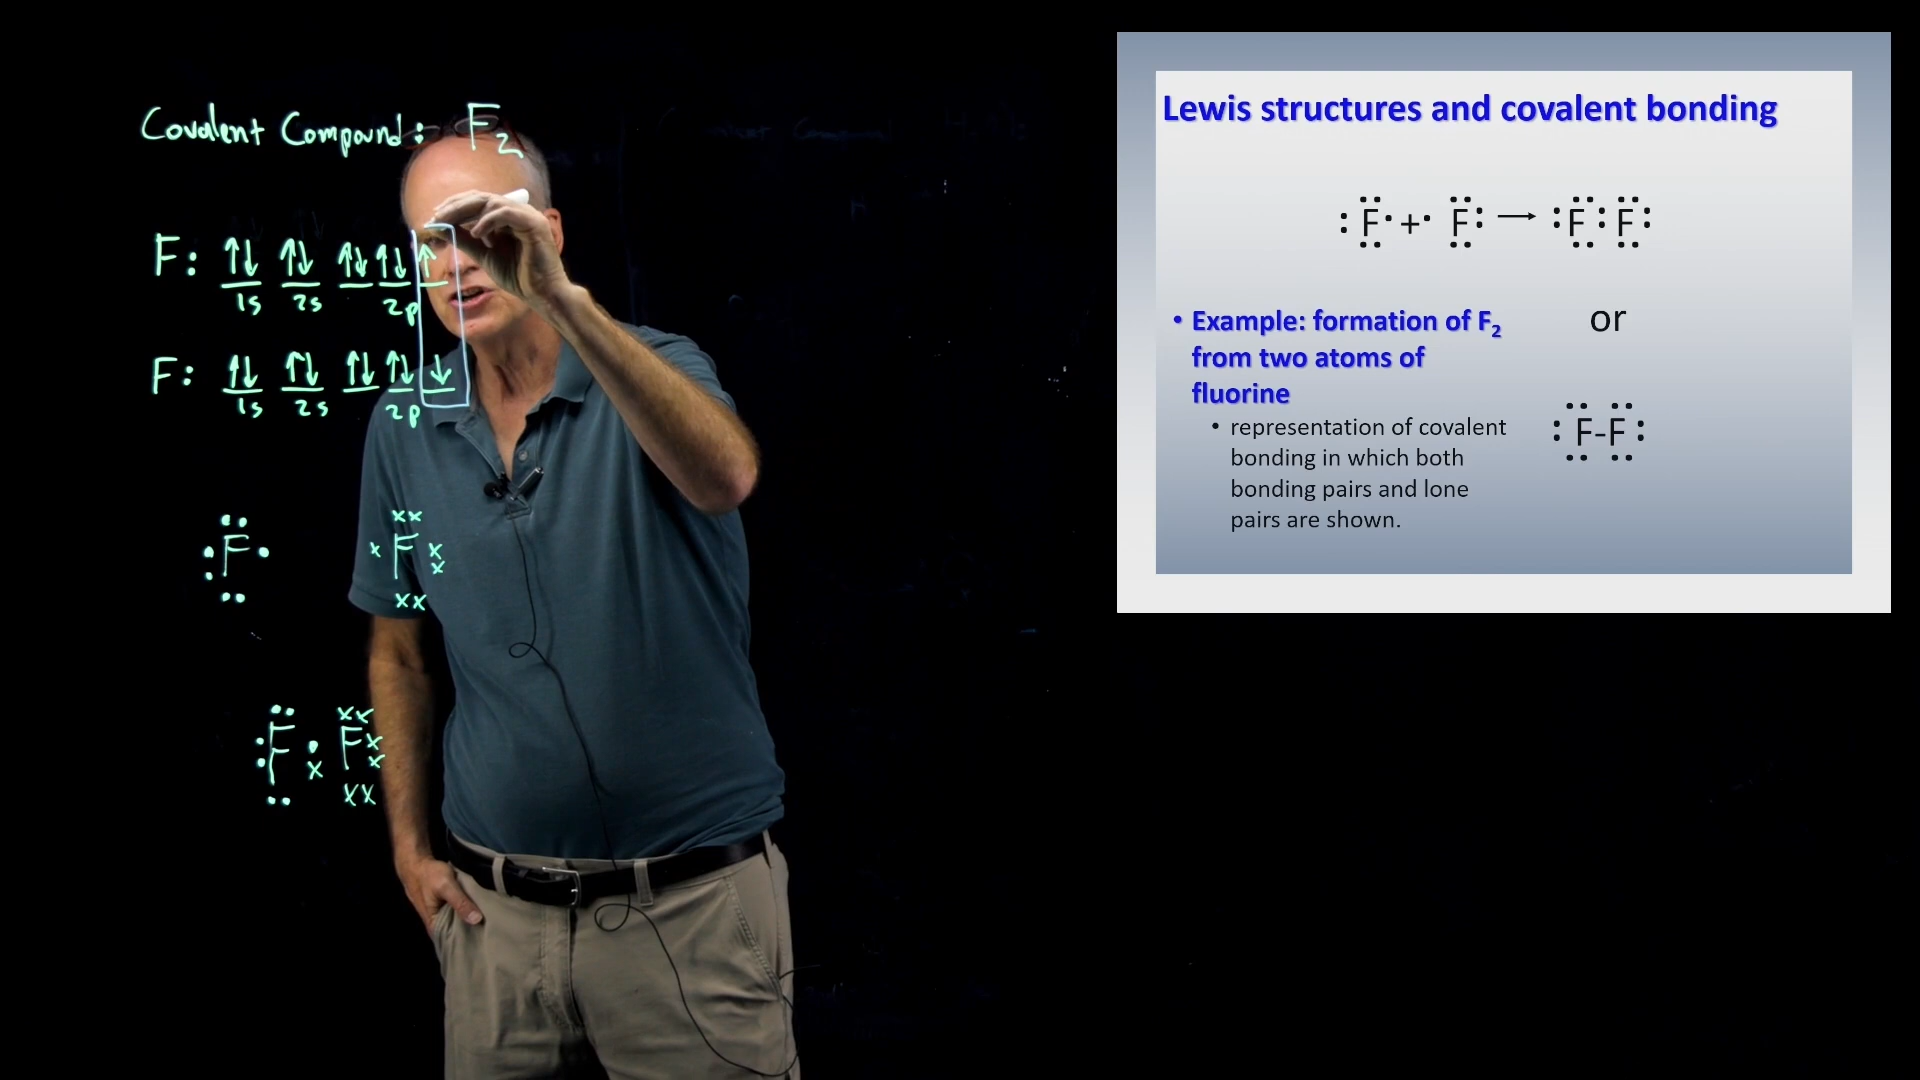 Covalent Compound: F2
F: ↑↓ ↑↓ ↑↓ ↑↓ ↑
1s 2s 2p
F: ↑↓ ↑↓ ↑↓ ↑↓ ↓
1s 2s 2p
F F
F F
Lewis structures and covalent bonding
:F· + ·F: → :F:F:
• Example: formation of F2
from two atoms of
fluorine
or
• representation of covalent
bonding in which both
bonding pairs and lone
pairs are shown.
:F-F: